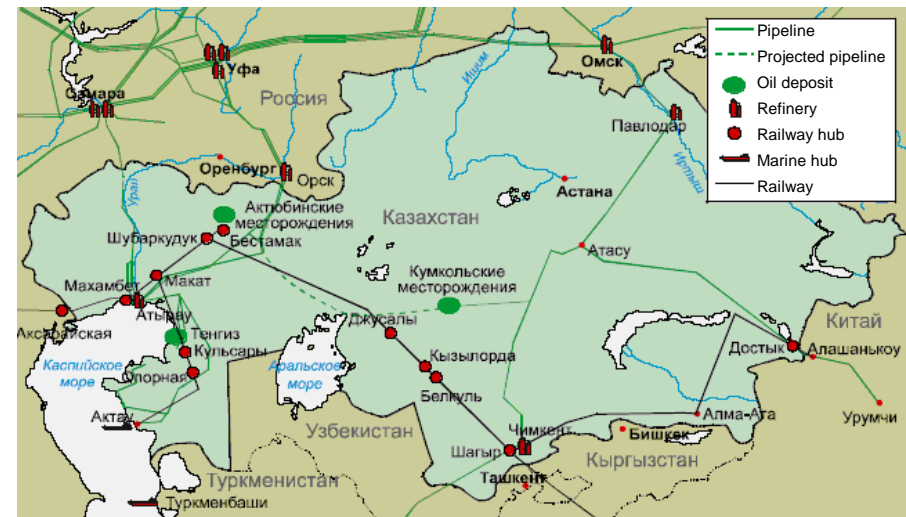 Pipeline
Projected pipeline
Oil deposit
Refinery
Railway hub
Marine hub
Railway
Уфа
Омск
Самара
Россия
Ишим
Павлодар
Оренбург
Орск
Иртыш
Астана
Урал
Актюбинские
месторождения
Казахстан
Шубаркудук
Бестамак
Атасу
Кумкольские
месторождения
Макат
Махамбет
Атырау
Аксарайская
Тенгиз
Джусалы
Китай
Кульсары
Достык
Алашанькоу
Каспийское
море
Аральское
море
Кызылорда
Опорная
Белкуль
Актау
Алма-Ата
Урумчи
Узбекистан
Чимкент
Бишкек
Шагыр
Кыргызстан
Туркменистан
Ташкент
Туркменбаши